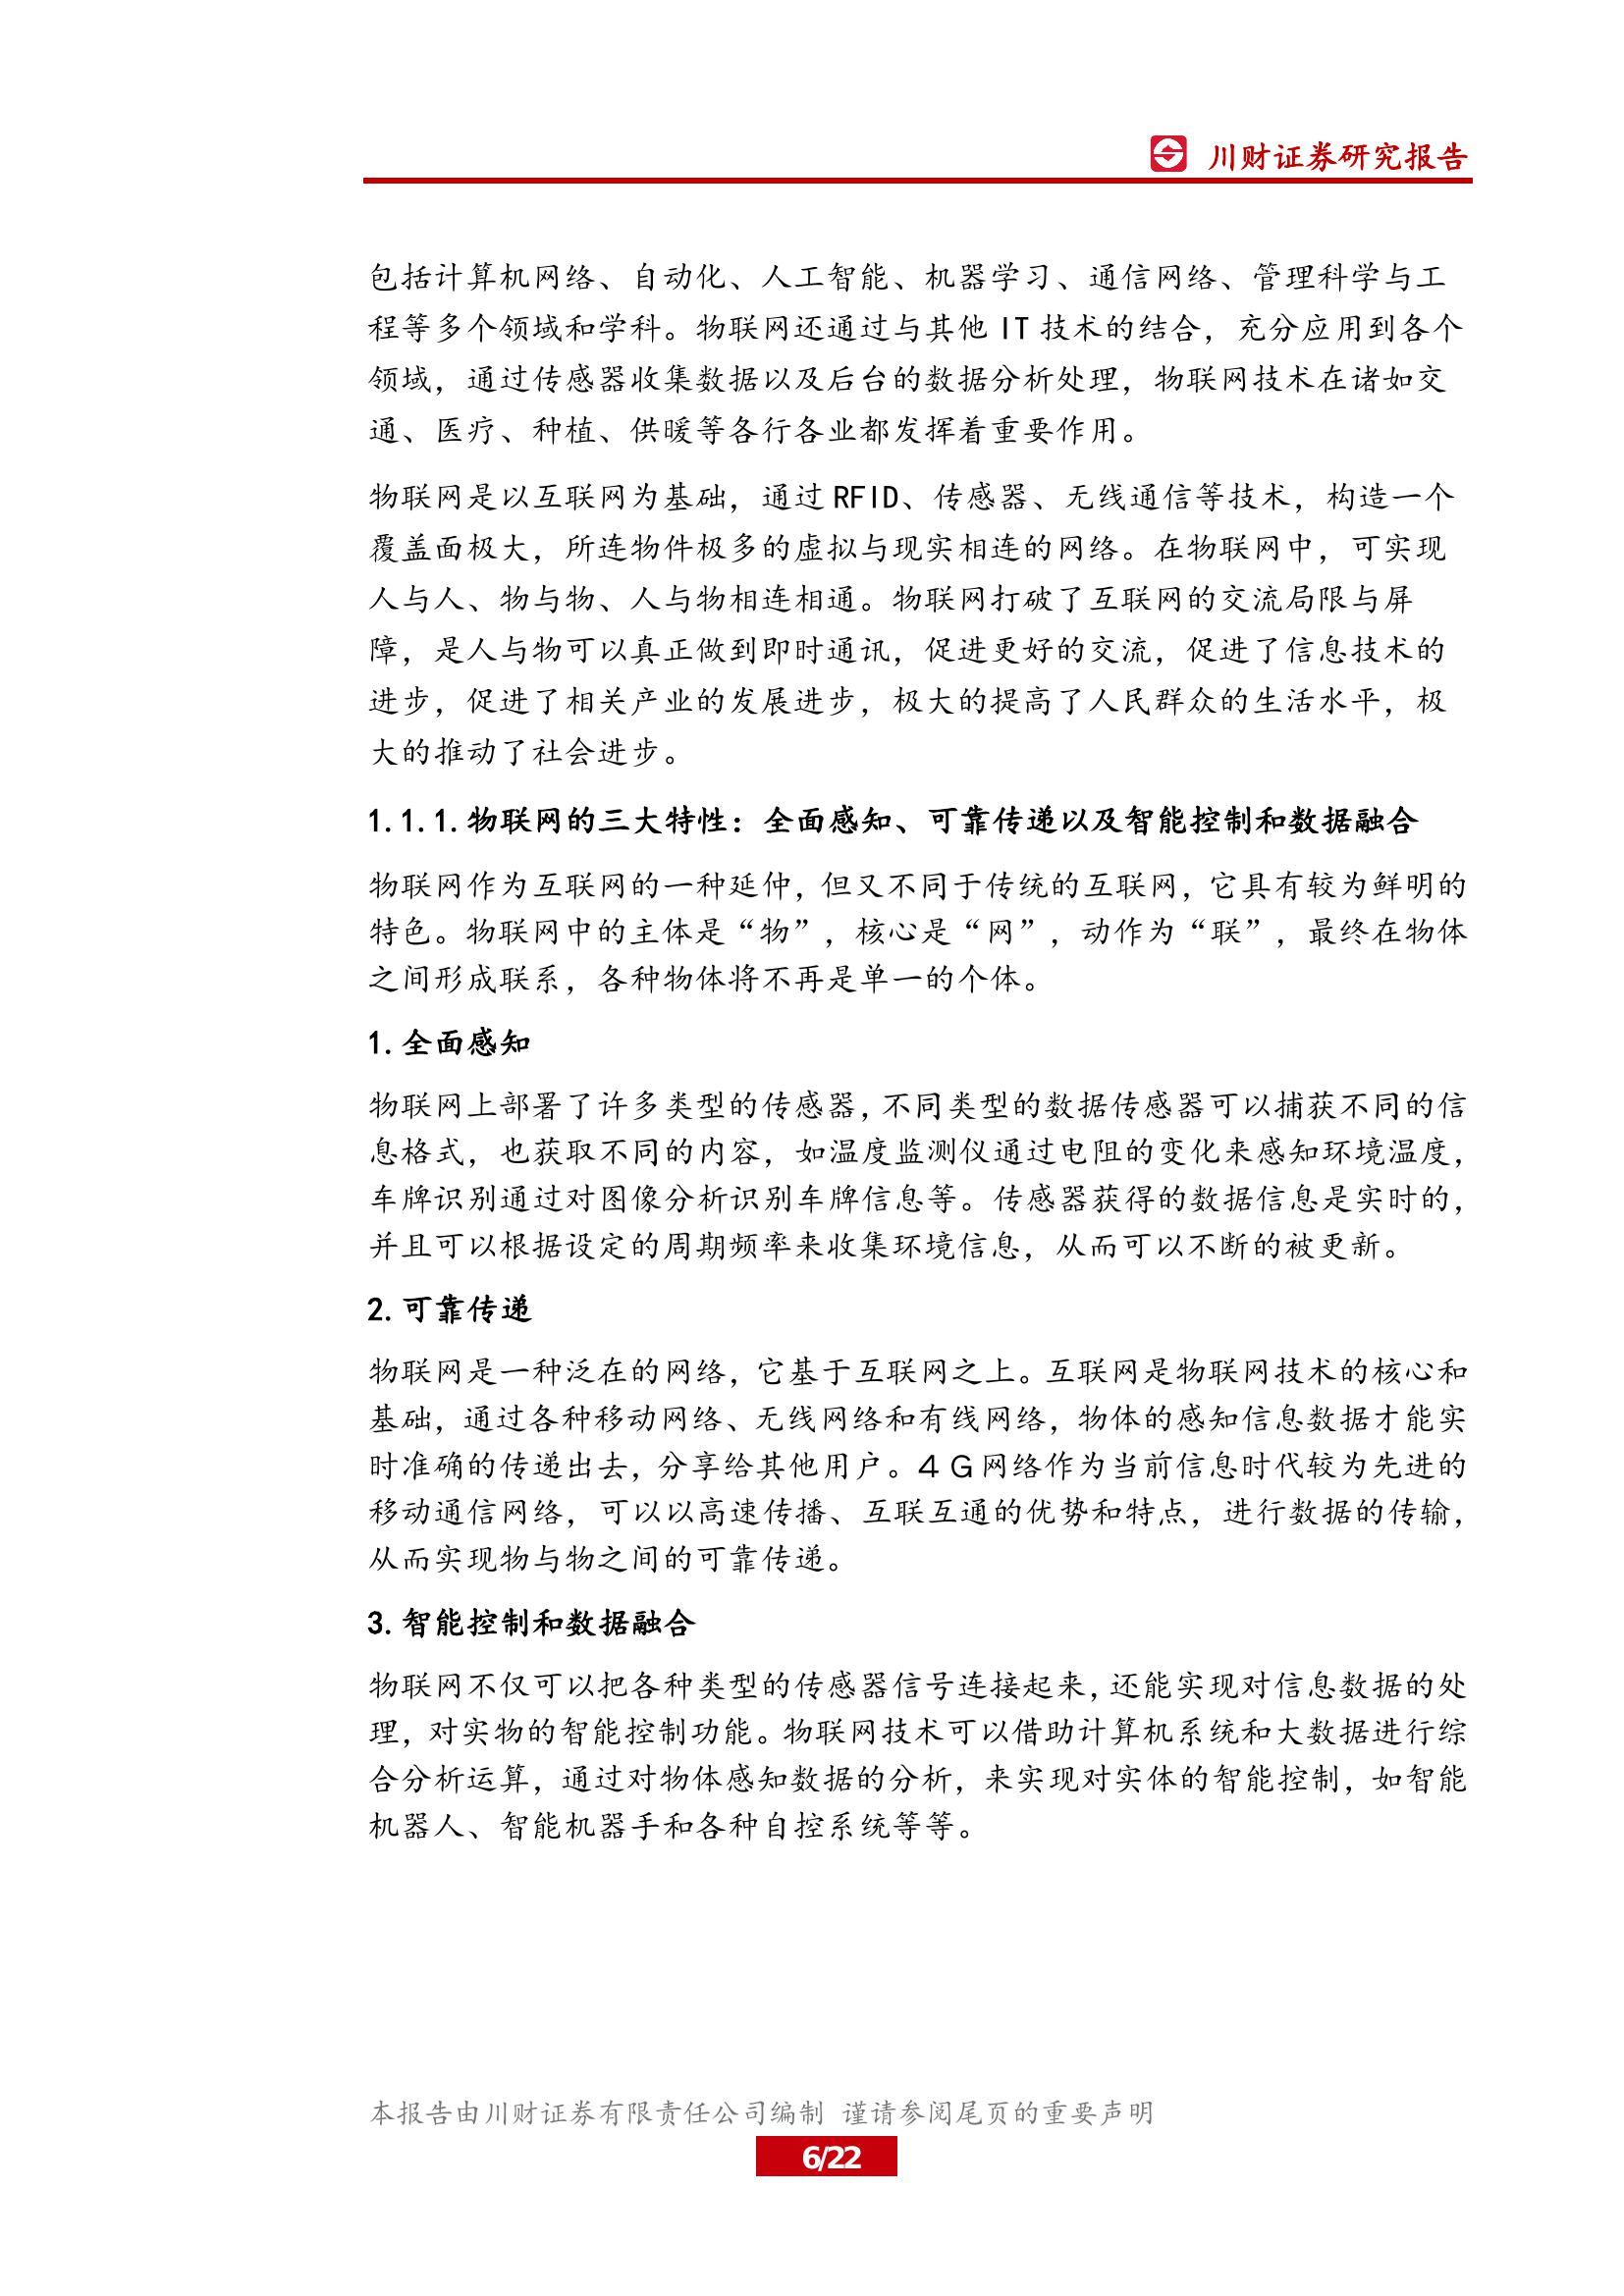 川财证券研究报告
包括计算机网络、自动化、人工智能、机器学习、通信网络、管理科学与工
程等多个领域和学科。物联网还通过与其他 IT 技术的结合，充分应用到各个
领域，通过传感器收集数据以及后台的数据分析处理，物联网技术在诸如交
通、医疗、种植、供暖等各行各业都发挥着重要作用。
物联网是以互联网为基础，通过 RFID、传感器、无线通信等技术，构造一个
覆盖面极大，所连物件极多的虚拟与现实相连的网络。在物联网中，可实现
人与人、物与物、人与物相连相通。物联网打破了互联网的交流局限与屏
障，是人与物可以真正做到即时通讯，促进更好的交流，促进了信息技术的
进步，促进了相关产业的发展进步，极大的提高了人民群众的生活水平，极
大的推动了社会进步。
1.1.1.物联网的三大特性：全面感知、可靠传递以及智能控制和数据融合
物联网作为互联网的一种延伸，但又不同于传统的互联网，它具有较为鲜明的
特色。物联网中的主体是“物”，核心是“网”，动作为“联”，最终在物体
之间形成联系，各种物体将不再是单一的个体。
1.全面感知
物联网上部署了许多类型的传感器，不同类型的数据传感器可以捕获不同的信
息格式，也获取不同的内容，如温度监测仪通过电阻的变化来感知环境温度，
车牌识别通过对图像分析识别车牌信息等。传感器获得的数据信息是实时的，
并且可以根据设定的周期频率来收集环境信息，从而可以不断的被更新。
2.可靠传递
物联网是一种泛在的网络，它基于互联网之上。互联网是物联网技术的核心和
基础，通过各种移动网络、无线网络和有线网络，物体的感知信息数据才能实
时准确的传递出去，分享给其他用户。４Ｇ网络作为当前信息时代较为先进的
移动通信网络，可以以高速传播、互联互通的优势和特点，进行数据的传输，
从而实现物与物之间的可靠传递。
3.智能控制和数据融合
物联网不仅可以把各种类型的传感器信号连接起来，还能实现对信息数据的处
理，对实物的智能控制功能。物联网技术可以借助计算机系统和大数据进行综
合分析运算，通过对物体感知数据的分析，来实现对实体的智能控制，如智能
机器人、智能机器手和各种自控系统等等。
本报告由川财证券有限责任公司编制 谨请参阅尾页的重要声明
6/22